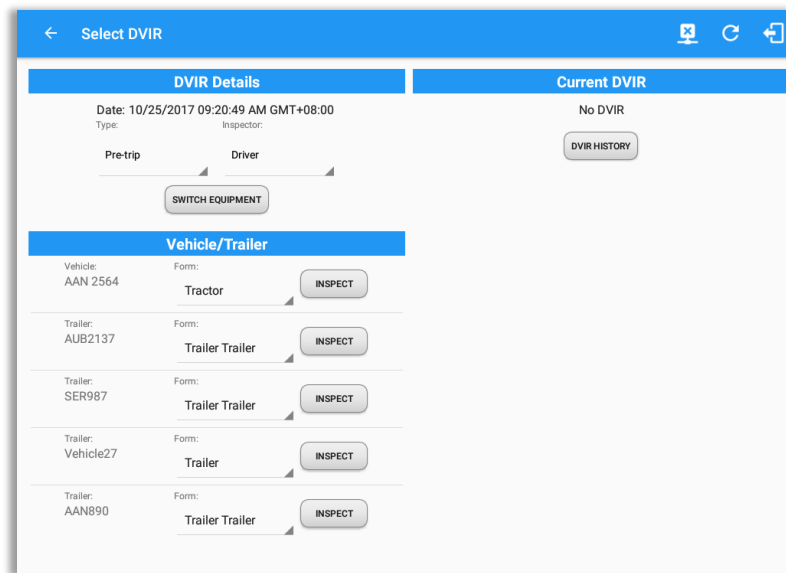 Select DVIR
DVIR Details
Date: 10/25/2017 09:20:49 AM GMT+08:00
Type: Inspector:
Pre-trip Driver
SWITCH EQUIPMENT
Vehicle/Trailer
Vehicle: Form:
AAN 2564 Tractor INSPECT
Trailer: Form:
AUB2137 Trailer Trailer INSPECT
Trailer: Form:
SER987 Trailer Trailer INSPECT
Trailer: Form:
Vehicle27 Trailer INSPECT
Trailer: Form:
AAN890 Trailer Trailer INSPECT
Current DVIR
No DVIR
DVIR HISTORY